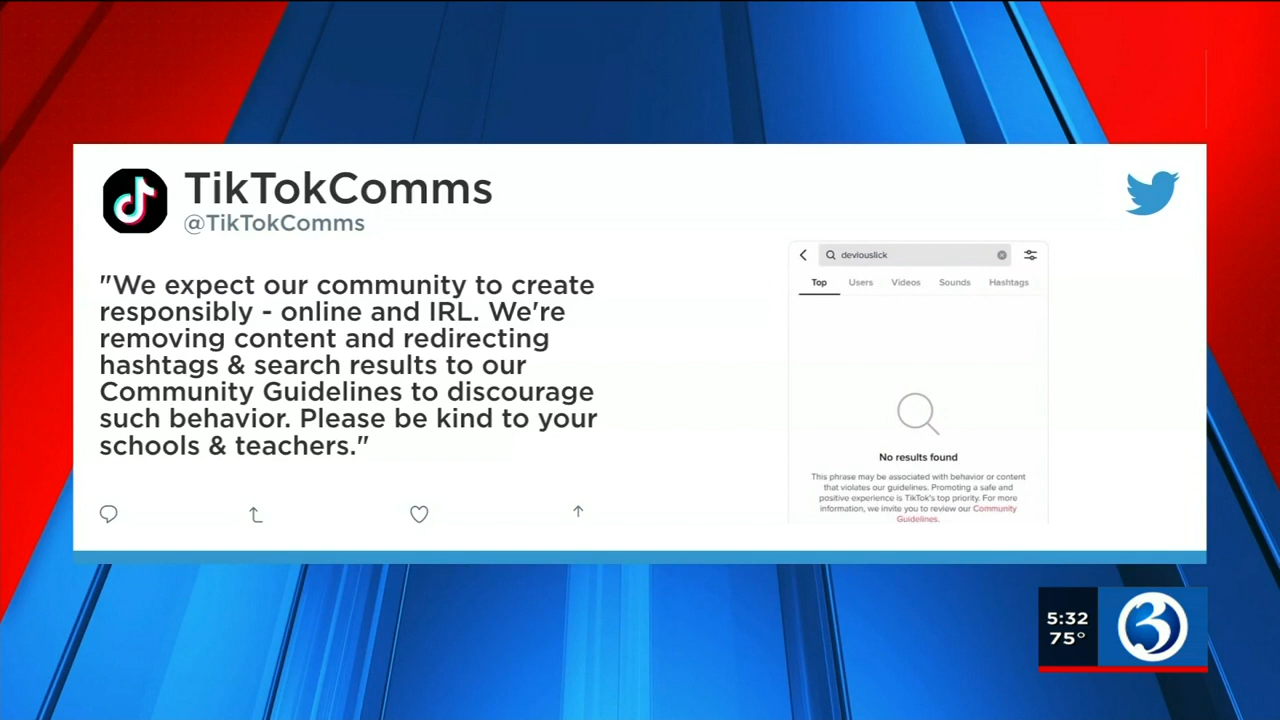 TikTokComms
@TikTokComms
"We expect our community to create
responsibly - online and IRL. We're
removing content and redirecting
hashtags & search results to our
Community Guidelines to discourage
such behavior. Please be kind to your
schools & teachers."
deviouslick
Top Users Videos Sounds Hashtags
No results found
This phrase may be associated with behavior or content
that violates our guidelines. Promoting a safe and
positive experience is TikTok's top priority. For more
information, we invite you to review our Community
Guidelines.
5:32
75°
3